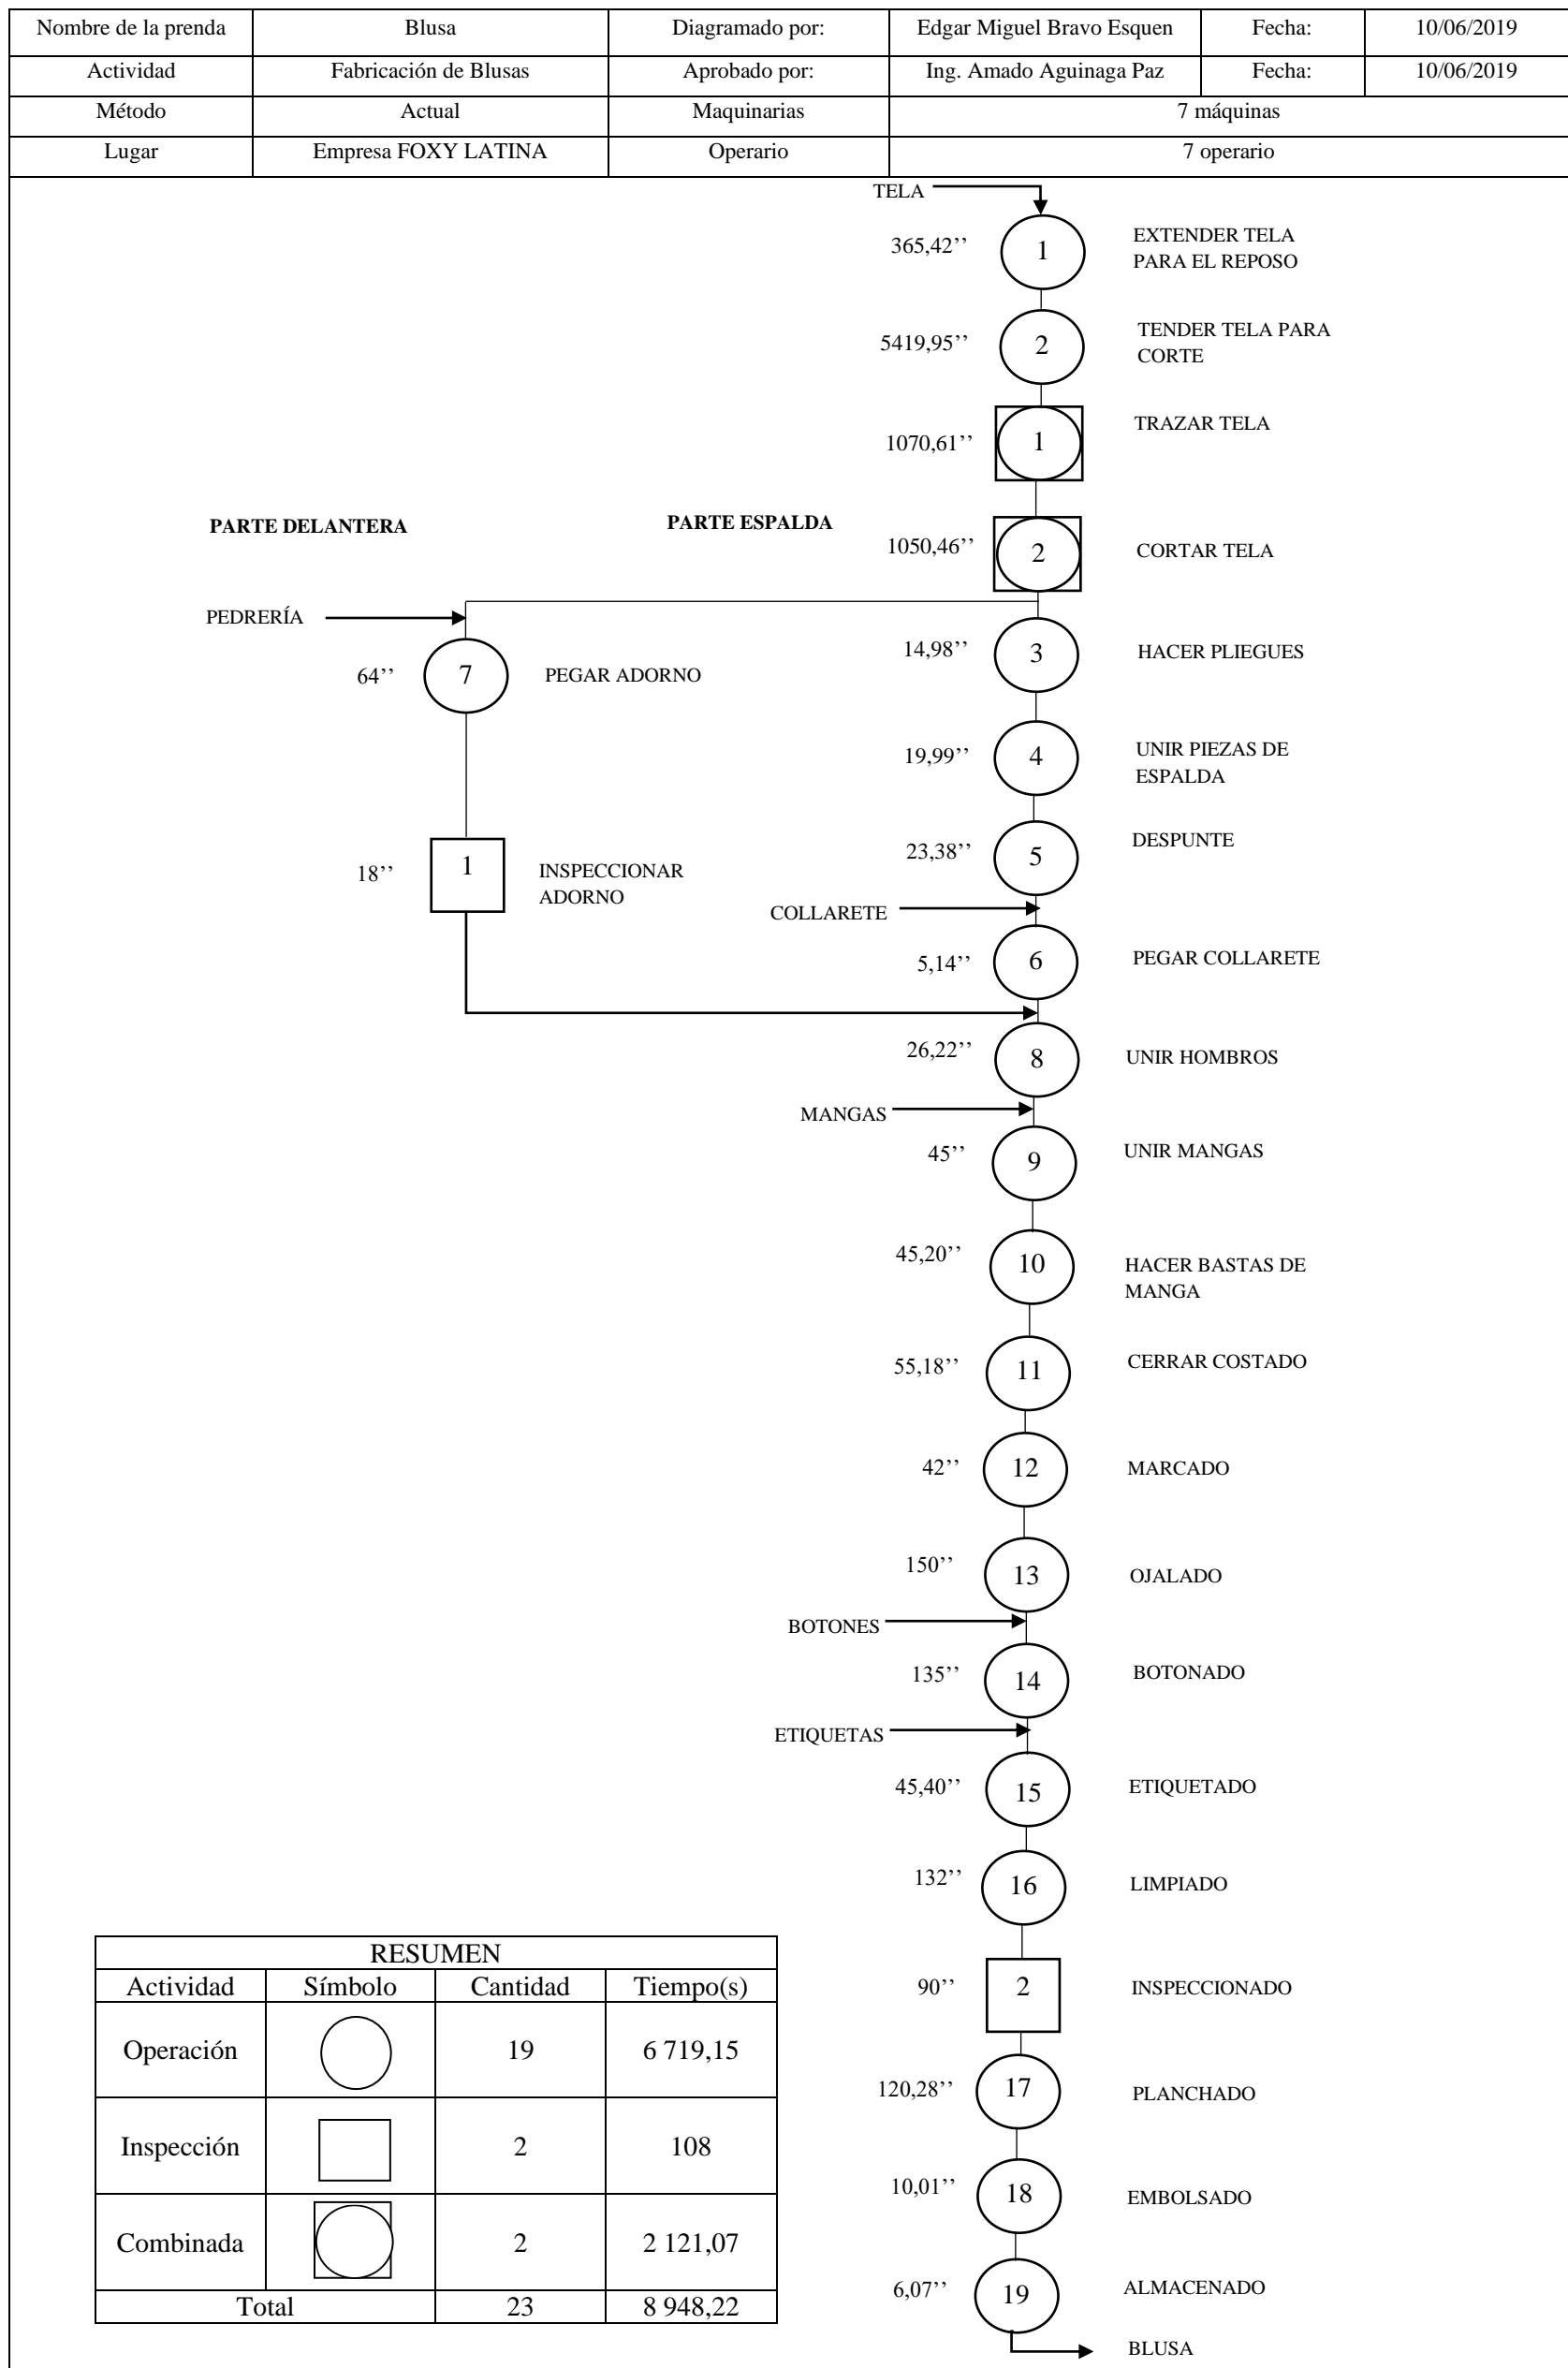 Nombre de la prenda Blusa Diagramado por: Edgar Miguel Bravo Esquen Fecha: 10/06/2019
Actividad Fabricación de Blusas Aprobado por: Ing. Amado Aguinaga Paz Fecha: 10/06/2019
Método Actual Maquinarias 7 máquinas
Lugar Empresa FOXY LATINA Operario 7 operario
TELA
365,42’’ 1 EXTENDER TELA
PARA EL REPOSO
5419,95’’ 2 TENDER TELA PARA
CORTE
1070,61’’ 1 TRAZAR TELA
PARTE DELANTERA PARTE ESPALDA
1050,46’’ 2 CORTAR TELA
PEDRERÍA
14,98’’ 3 HACER PLIEGUES
64’’ 7 PEGAR ADORNO
19,99’’ 4 UNIR PIEZAS DE
ESPALDA
23,38’’ 5 DESPUNTE
18’’ 1 INSPECCIONAR
ADORNO
COLLARETE
5,14’’ 6 PEGAR COLLARETE
26,22’’ 8 UNIR HOMBROS
MANGAS
45’’ 9 UNIR MANGAS
45,20’’ 10 HACER BASTAS DE
MANGA
55,18’’ 11 CERRAR COSTADO
42’’ 12 MARCADO
150’’ 13 OJALADO
BOTONES
135’’ 14 BOTONADO
ETIQUETAS
45,40’’ 15 ETIQUETADO
132’’ 16 LIMPIADO
90’’ 2 INSPECCIONADO
120,28’’ 17 PLANCHADO
10,01’’ 18 EMBOLSADO
6,07’’ 19 ALMACENADO
BLUSA
RESUMEN
Actividad Símbolo Cantidad Tiempo(s)
Operación 19 6 719,15
Inspección 2 108
Combinada 2 2 121,07
Total 23 8 948,22